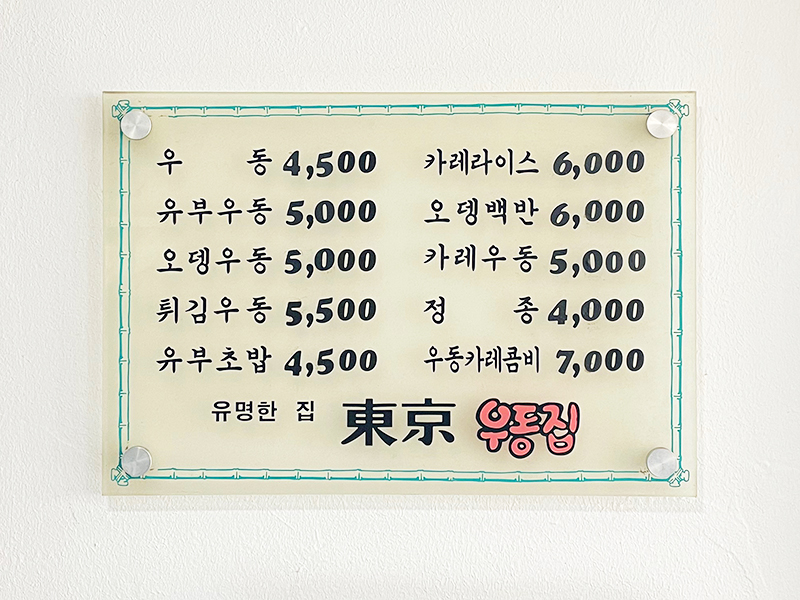 우 동 4,500
유부우동 5,000
오뎅우동 5,000
튀김우동 5,500
유부초밥 4,500
카레라이스 6,000
오뎅백반 6,000
카레우동 5,000
정 종 4,000
우동카레콤비 7,000
유명한 집 東京 우동집